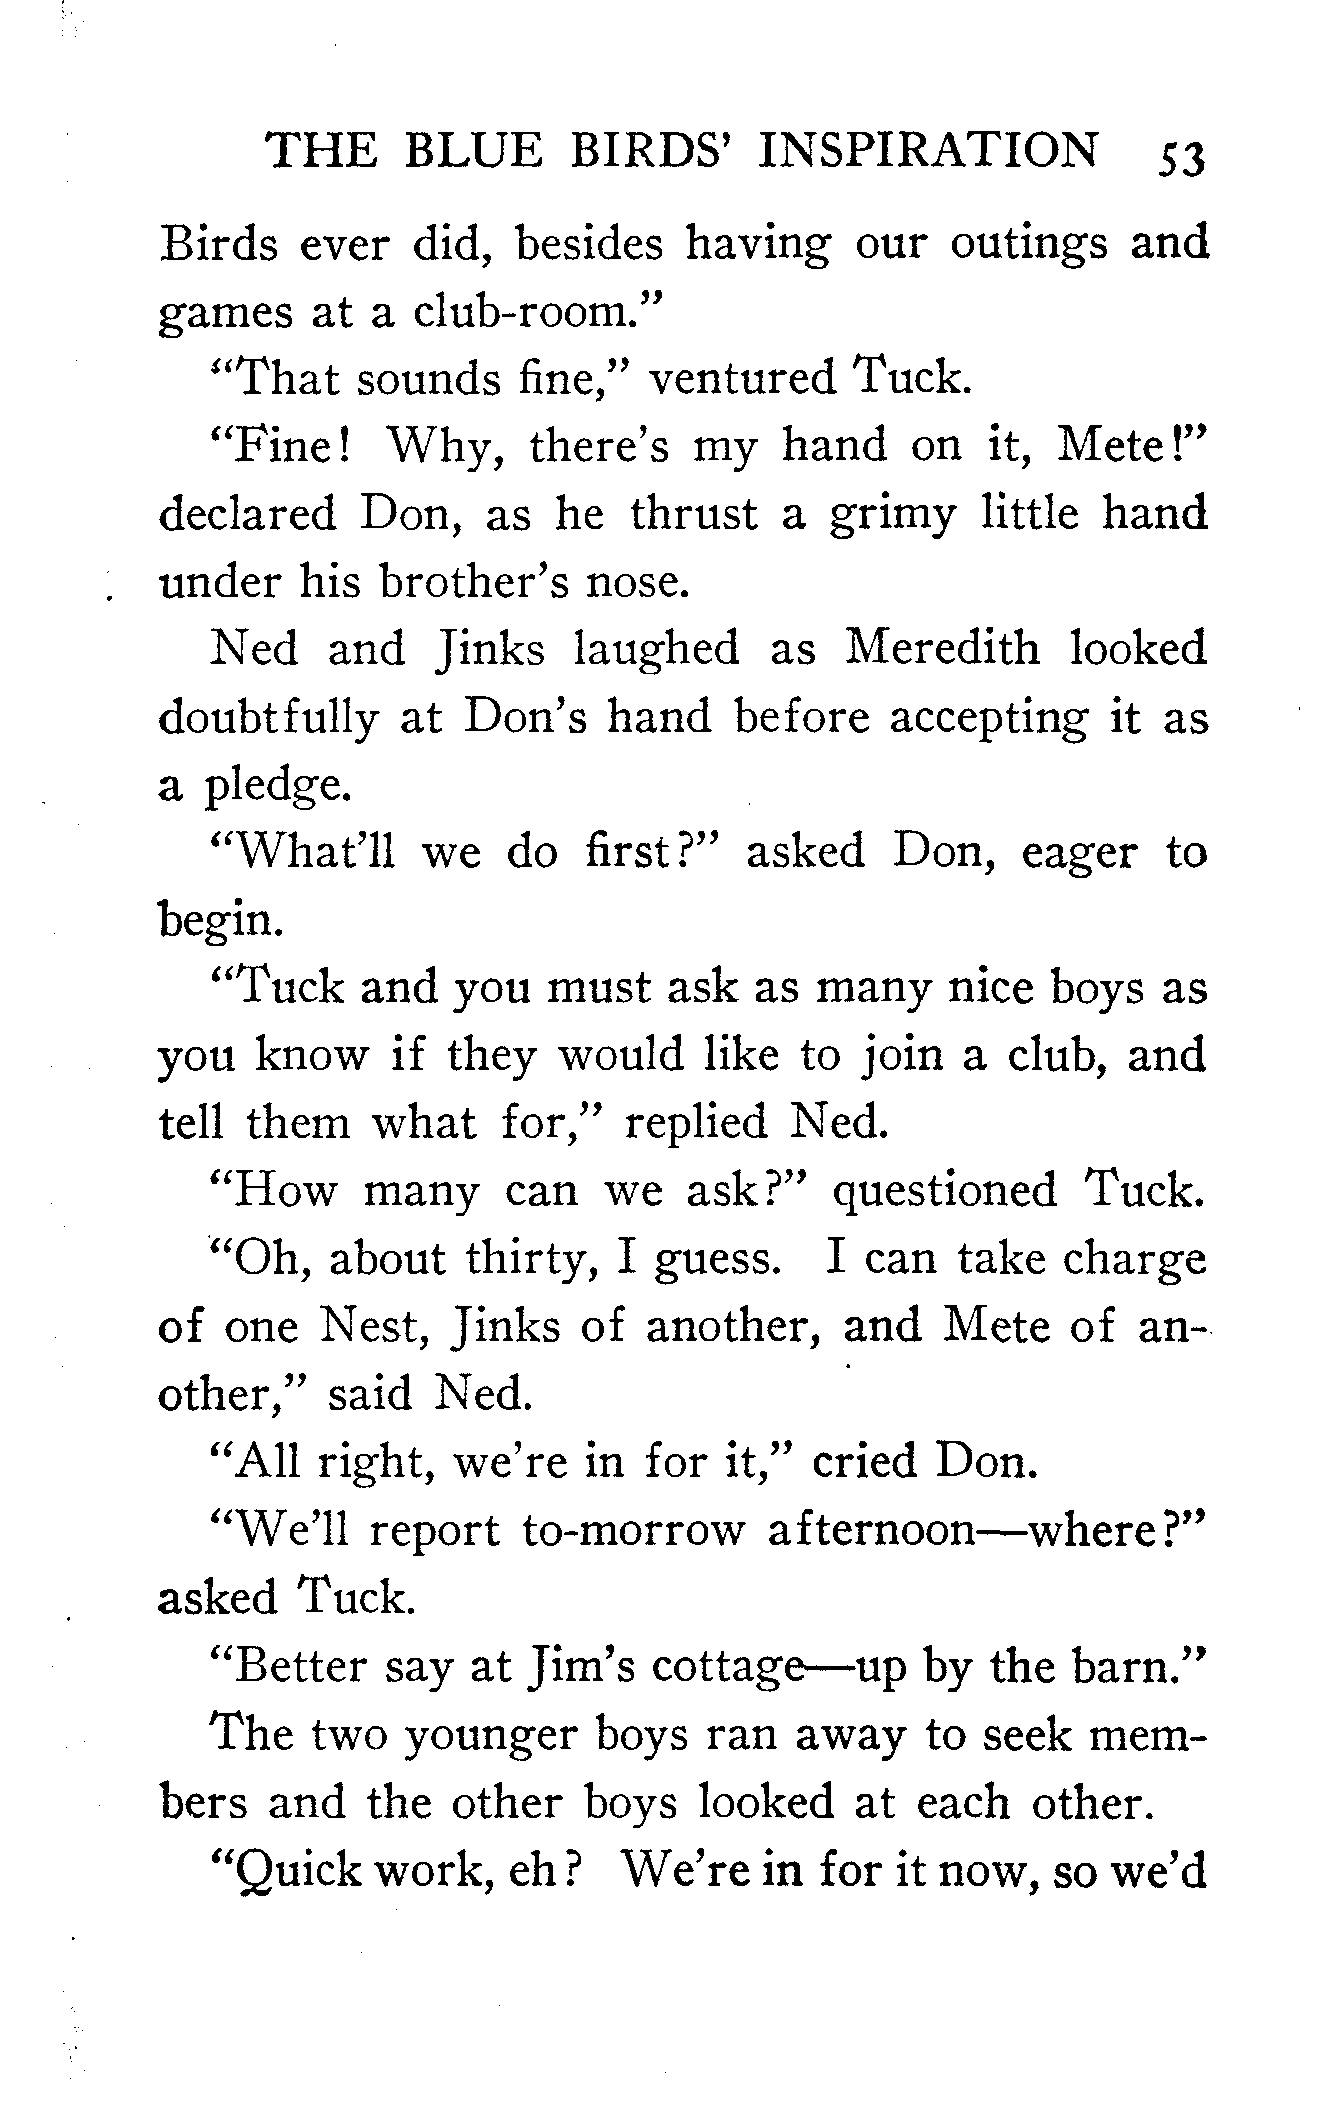 THE BLUE BIRDS' INSPIRATION 53
Birds ever did, besides having our outings and
games at a club-room."
"That sounds fine," ventured Tuck.
"Fine! Why, there's my hand on it, Mete!"
declared Don, as he thrust a grimy little hand
under his brother's nose.
Ned and Jinks laughed as Meredith looked
doubtfully at Don's hand before accepting it as
a pledge.
"What'll we do first?" asked Don, eager to
begin.
"Tuck and you must ask as many nice boys as
you know if they would like to join a club, and
tell them what for," replied Ned.
"How many can we ask?" questioned Tuck.
"Oh, about thirty, I guess. I can take charge
of one Nest, Jinks of another, and Mete of an-
other," said Ned.
"All right, we're in for it," cried Don.
"We'll report to-morrow afternoon—where?"
asked Tuck.
"Better say at Jim's cottage—up by the barn."
The two younger boys ran away to seek mem-
bers and the other boys looked at each other.
"Quick work, eh? We're in for it now, so we'd